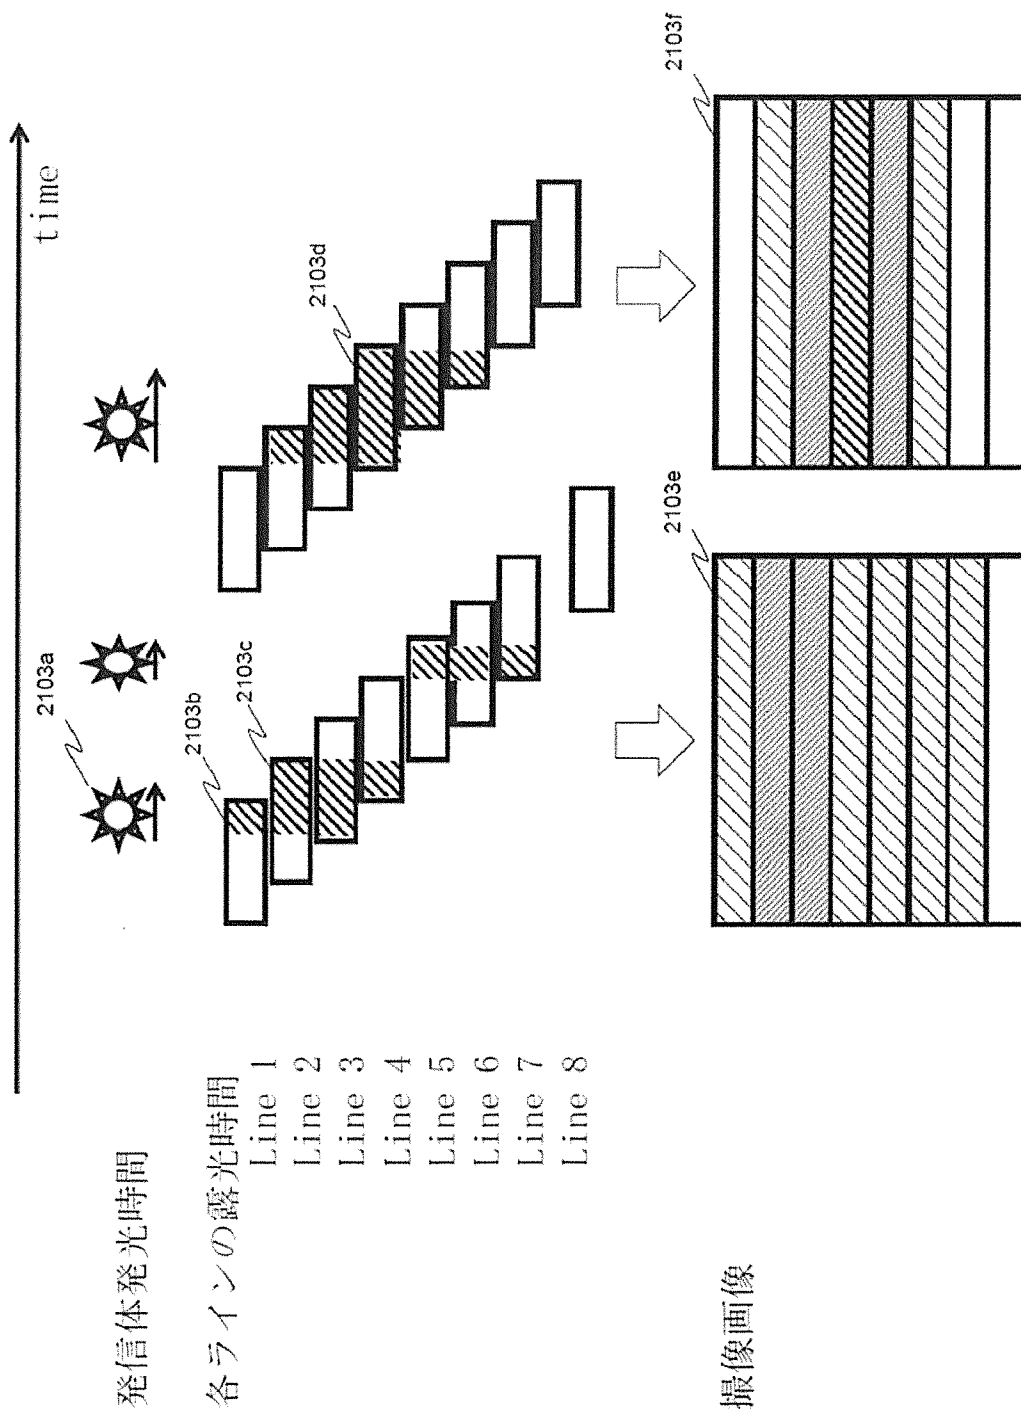 time
発信体発光時間
2103a
各ラインの露光時間
Line 1
Line 2
Line 3
Line 4
Line 5
Line 6
Line 7
Line 8
2103b
2103c
2103d
撮像画像
2103e
2103f